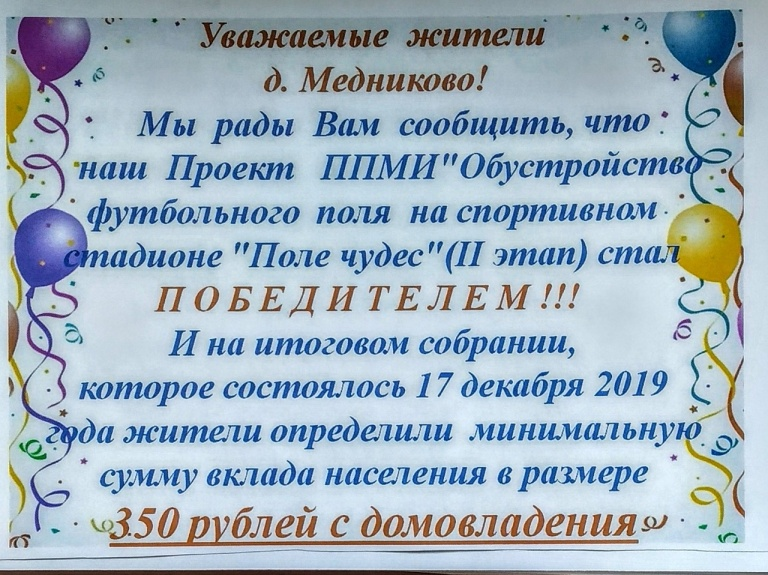 Уважаемые жители
д. Медниково!
Мы рады Вам сообщить, что
наш Проект ППМИ"Обустройство
футбольного поля на спортивном
стадионе "Поле чудес"(II этап) стал
ПОБЕДИТЕЛЕМ!!!
И на итоговом собрании,
которое состоялось 17 декабря 2019
года жители определили минимальную
сумму вклада населения в размере
350 рублей с домовладения